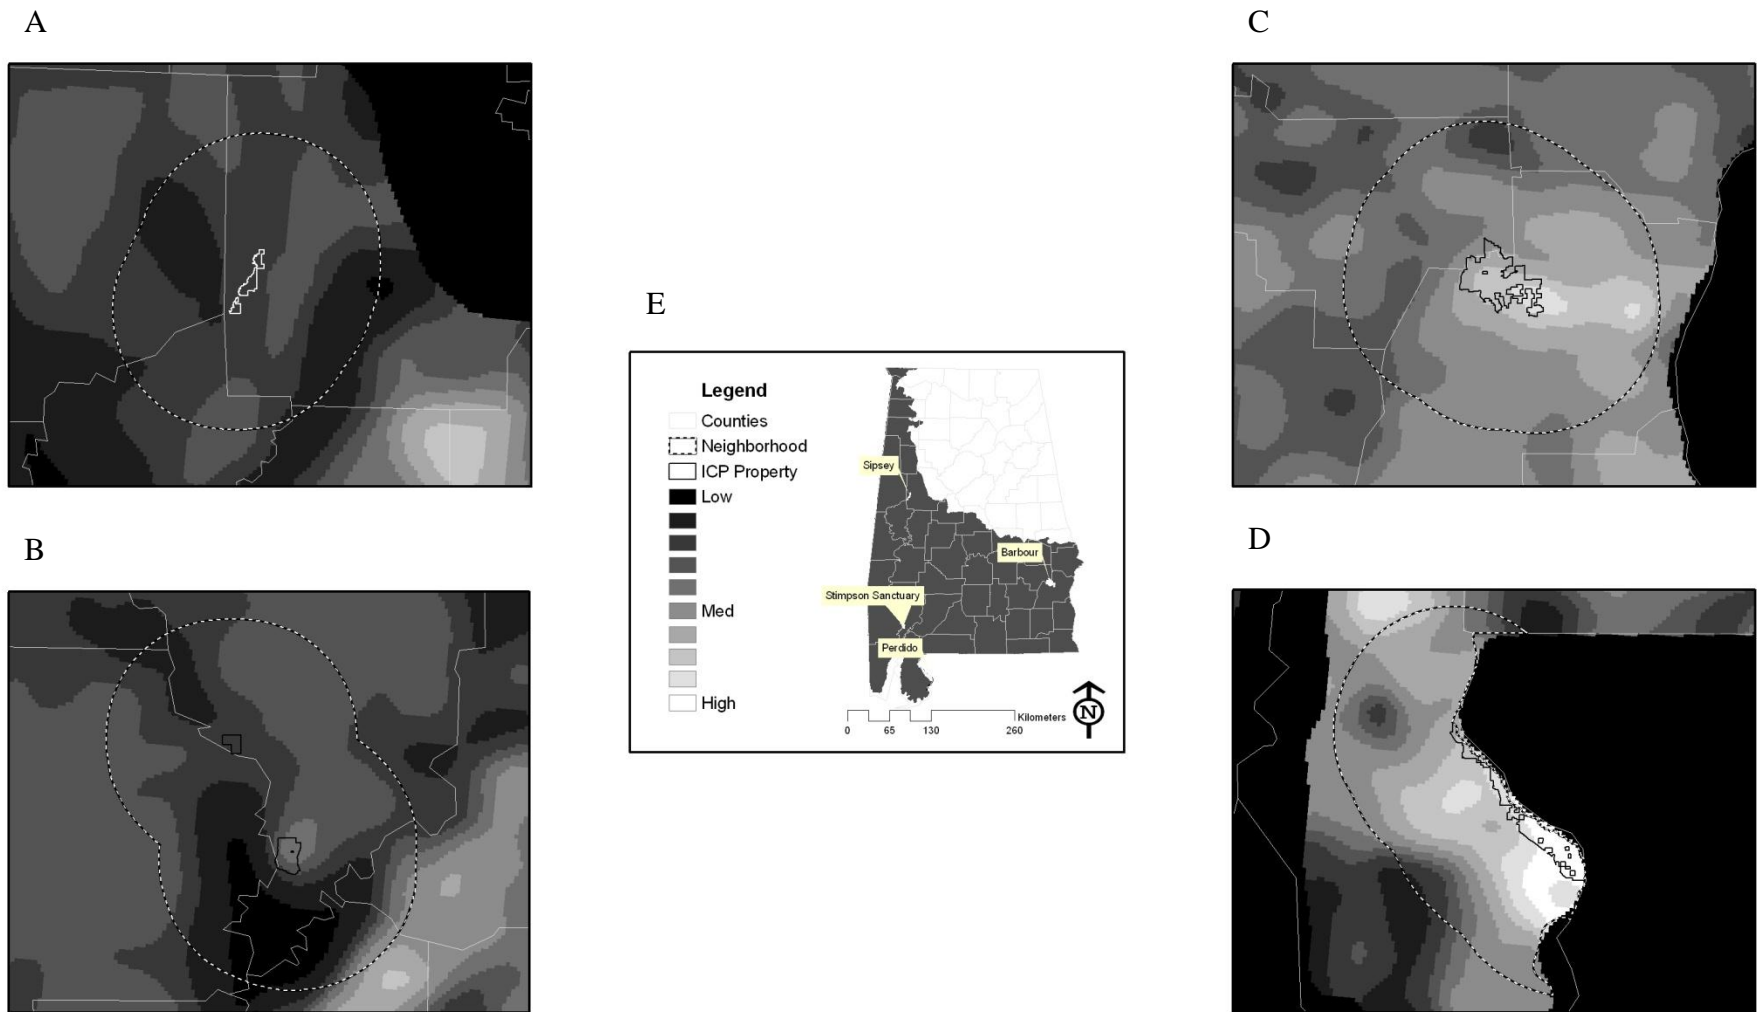 A
C
E
Legend
Counties
Neighborhood
ICP Property
Low
Med
High
Sipsey
Barbour
Stimpson Sanctuary
Perdido
N
Kilometers
0 65 130 260
B
D